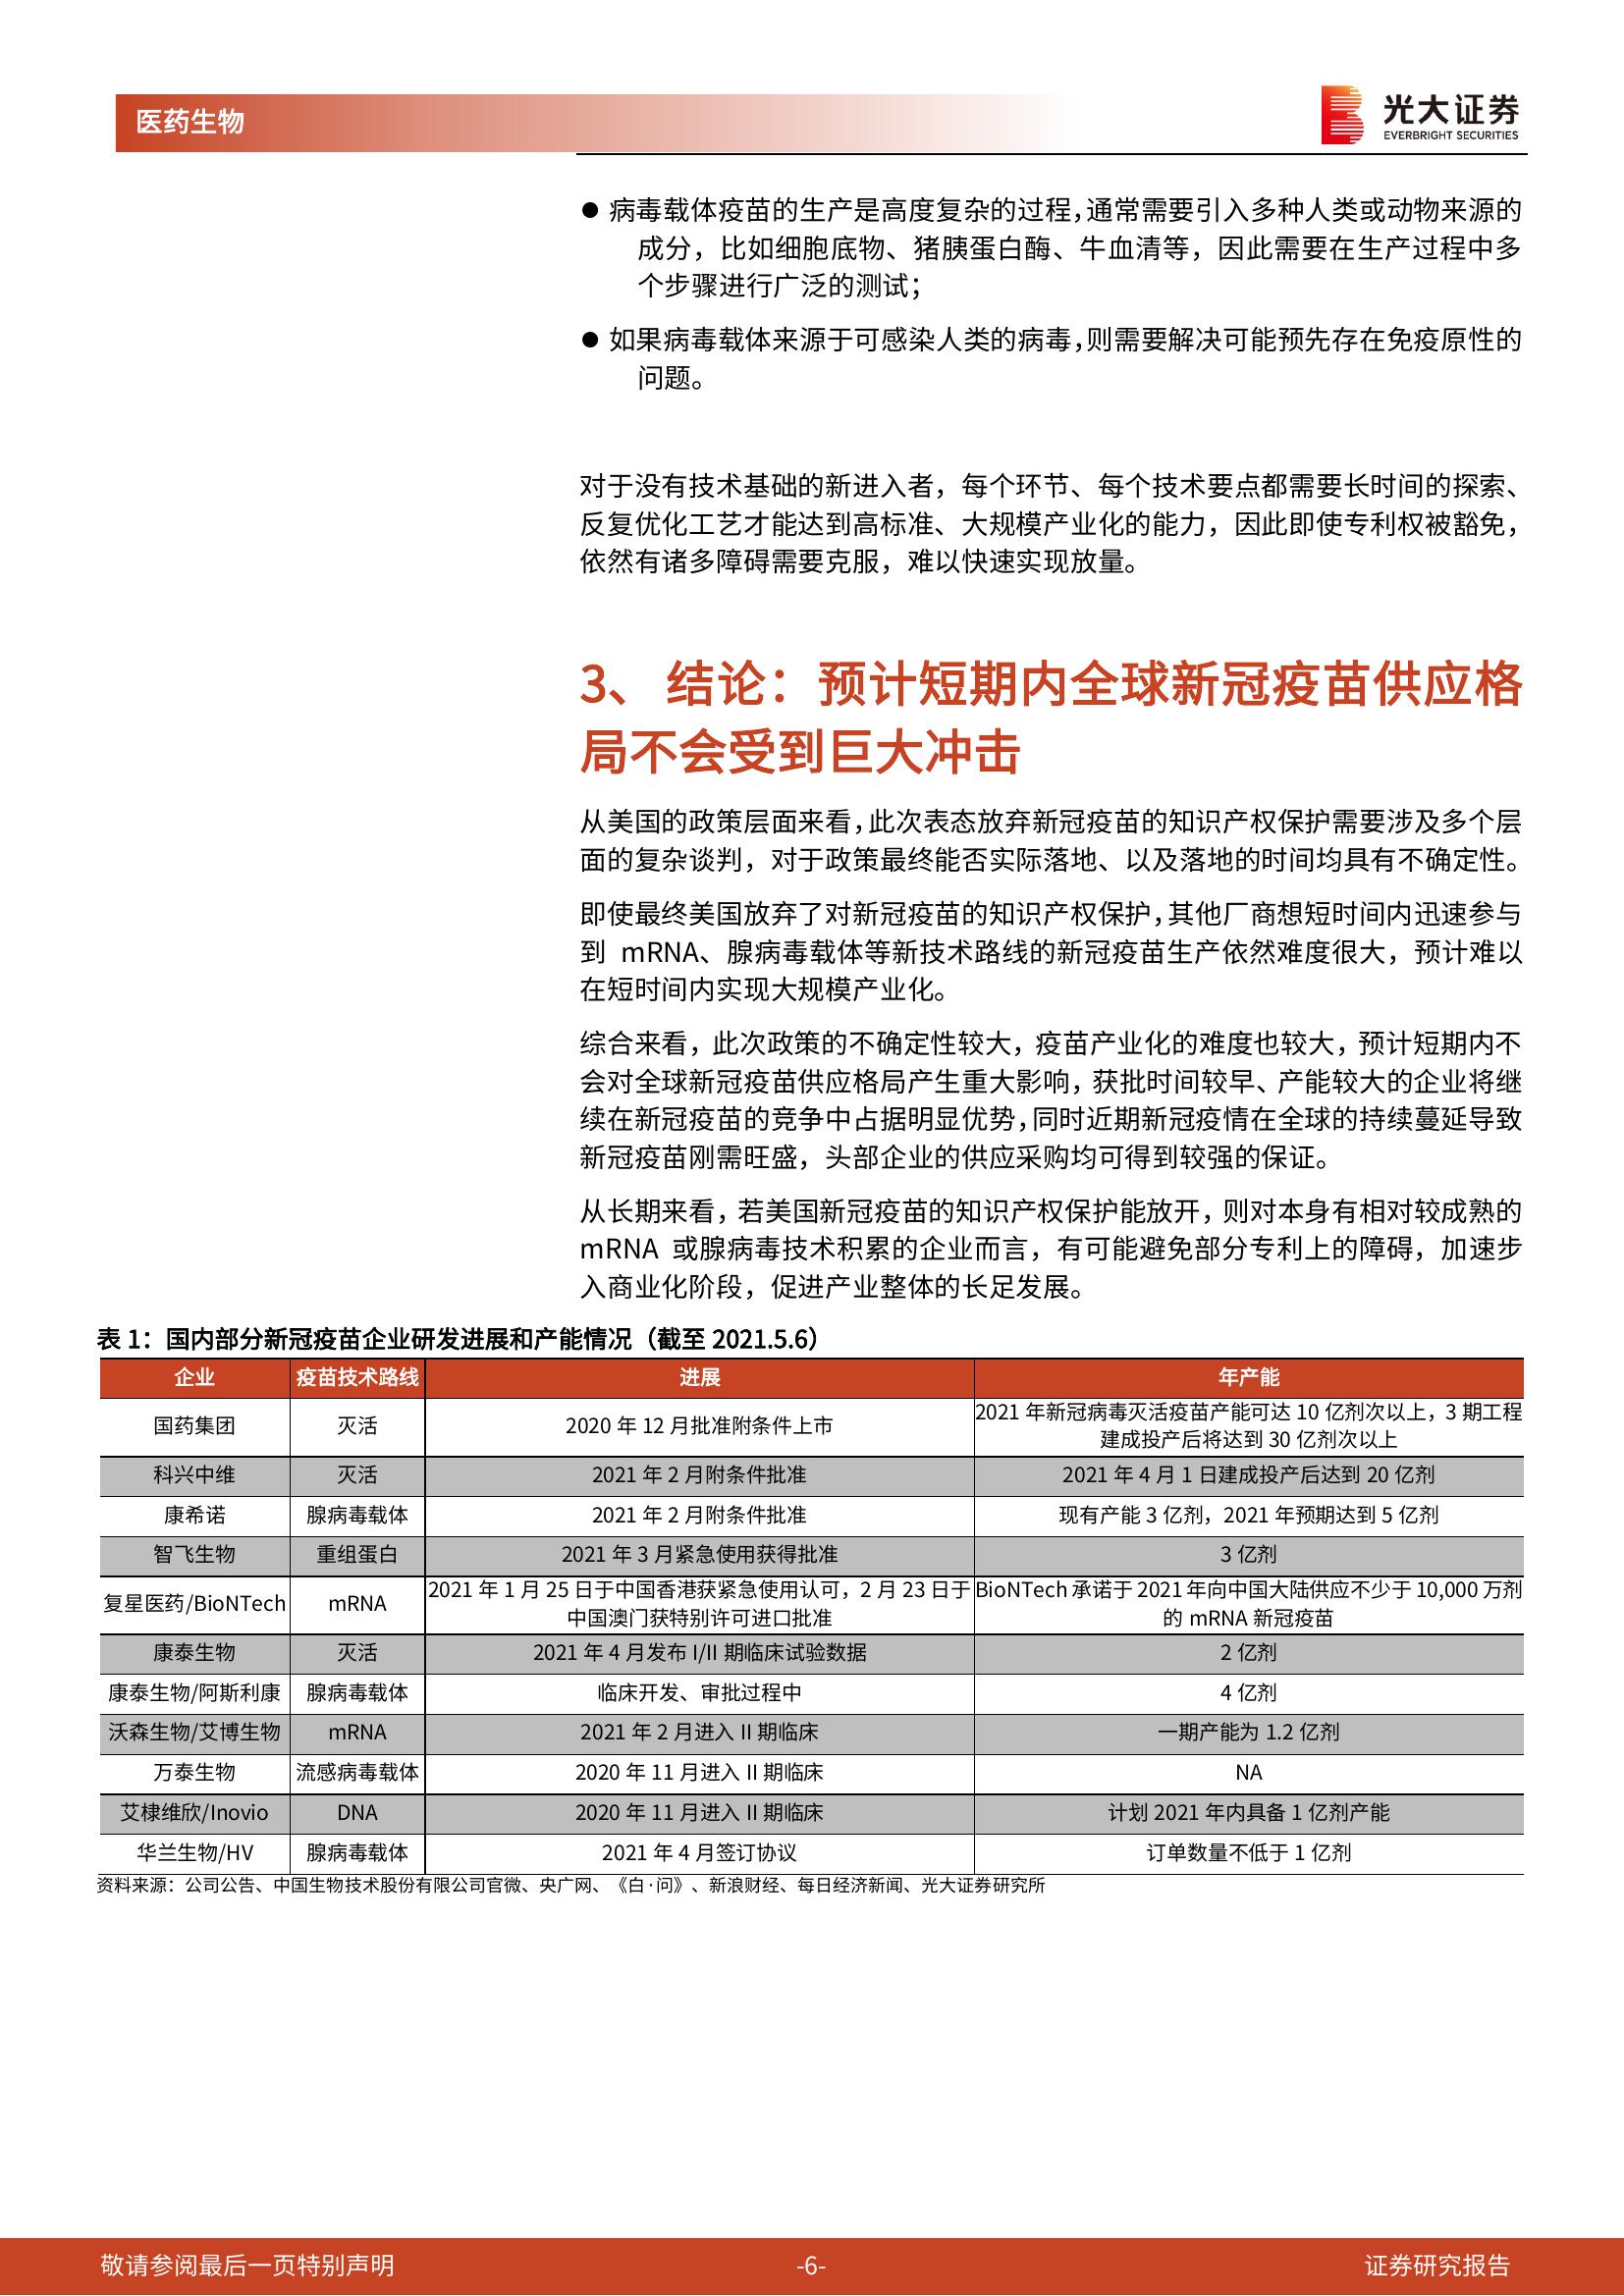 医药生物
光大证券
EVERBRIGHT SECURITIES
● 病毒载体疫苗的生产是高度复杂的过程，通常需要引入多种人类或动物来源的
成分，比如细胞底物、猪胰蛋白酶、牛血清等，因此需要在生产过程中多
个步骤进行广泛的测试；
● 如果病毒载体来源于可感染人类的病毒，则需要解决可能预先存在免疫原性的
问题。
对于没有技术基础的新进入者，每个环节、每个技术要点都需要长时间的探索、
反复优化工艺才能达到高标准、大规模产业化的能力，因此即使专利权被豁免，
依然有诸多障碍需要克服，难以快速实现放量。
3、 结论：预计短期内全球新冠疫苗供应格
局不会受到巨大冲击
从美国的政策层面来看，此次表态放弃新冠疫苗的知识产权保护需要涉及多个层
面的复杂谈判，对于政策最终能否实际落地、以及落地的时间均具有不确定性。
即使最终美国放弃了对新冠疫苗的知识产权保护，其他厂商想短时间内迅速参与
到 mRNA、腺病毒载体等新技术路线的新冠疫苗生产依然难度很大，预计难以
在短时间内实现大规模产业化。
综合来看，此次政策的不确定性较大，疫苗产业化的难度也较大，预计短期内不
会对全球新冠疫苗供应格局产生重大影响，获批时间较早、产能较大的企业将继
续在新冠疫苗的竞争中占据明显优势，同时近期新冠疫情在全球的持续蔓延导致
新冠疫苗刚需旺盛，头部企业的供应采购均可得到较强的保证。
从长期来看，若美国新冠疫苗的知识产权保护能放开，则对本身有相对较成熟的
mRNA 或腺病毒技术积累的企业而言，有可能避免部分专利上的障碍，加速步
入商业化阶段，促进产业整体的长足发展。
表 1：国内部分新冠疫苗企业研发进展和产能情况（截至 2021.5.6）
企业 疫苗技术路线 进展 年产能
国药集团 灭活 2020 年 12 月批准附条件上市 2021 年新冠病毒灭活疫苗产能可达 10 亿剂次以上，3 期工程
建成投产后将达到 30 亿剂次以上
科兴中维 灭活 2021 年 2 月附条件批准 2021 年 4 月 1 日建成投产后达到 20 亿剂
康希诺 腺病毒载体 2021 年 2 月附条件批准 现有产能 3 亿剂，2021 年预期达到 5 亿剂
智飞生物 重组蛋白 2021 年 3 月紧急使用获得批准 3 亿剂
复星医药/BioNTech mRNA 2021 年 1 月 25 日于中国香港获紧急使用认可，2 月 23 日于
中国澳门获特别许可进口批准 BioNTech 承诺于 2021 年向中国大陆供应不少于 10,000 万剂
的 mRNA 新冠疫苗
康泰生物 灭活 2021 年 4 月发布 I/II 期临床试验数据 2 亿剂
康泰生物/阿斯利康 腺病毒载体 临床开发、审批过程中 4 亿剂
沃森生物/艾博生物 mRNA 2021 年 2 月进入 II 期临床 一期产能为 1.2 亿剂
万泰生物 流感病毒载体 2020 年 11 月进入 II 期临床 NA
艾棣维欣/Inovio DNA 2020 年 11 月进入 II 期临床 计划 2021 年内具备 1 亿剂产能
华兰生物/HV 腺病毒载体 2021 年 4 月签订协议 订单数量不低于 1 亿剂
资料来源：公司公告、中国生物技术股份有限公司官微、央广网、《白·问》、新浪财经、每日经济新闻、光大证券研究所
敬请参阅最后一页特别声明 -6- 证券研究报告